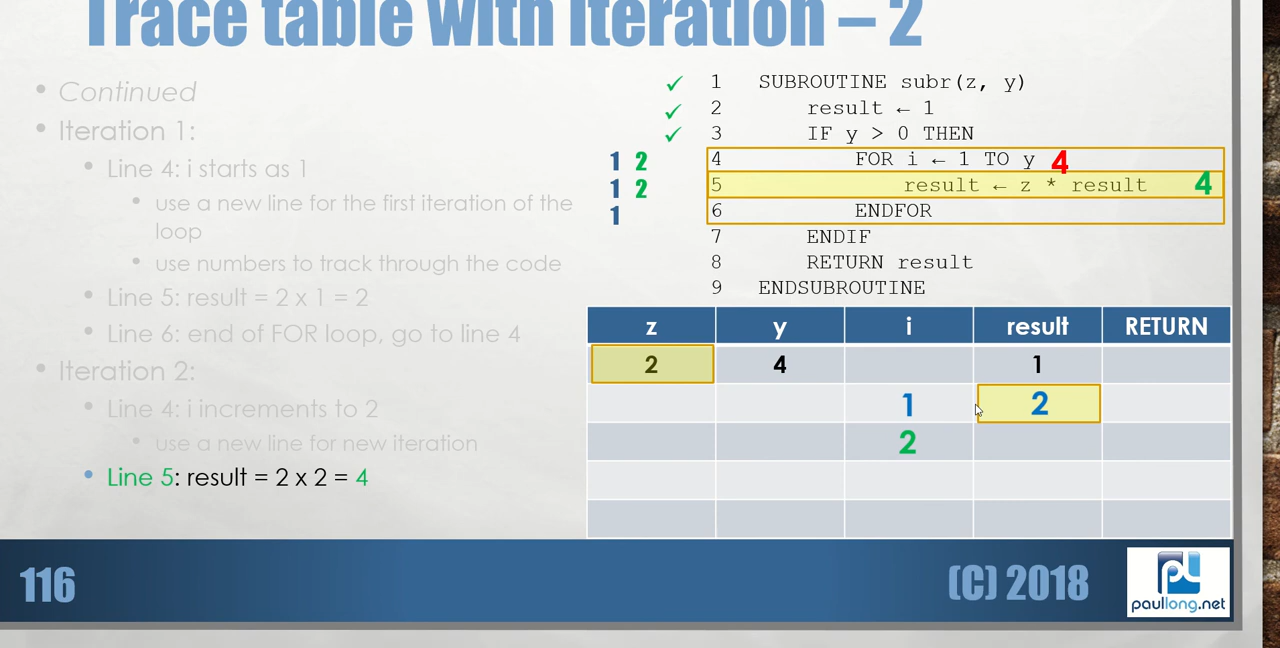 Trace table with Iteration – 2
• Continued
• Iteration 1:
• Line 4: i starts as 1
• use a new line for the first iteration of the
loop
• use numbers to track through the code
• Line 5: result = 2 x 1 = 2
• Line 6: end of FOR loop, go to line 4
• Iteration 2:
• Line 4: i increments to 2
• use a new line for new iteration
• Line 5: result = 2 x 2 = 4
✓ 1 SUBROUTINE subr(z, y)
✓ 2 result ← 1
✓ 3 IF y > 0 THEN
1 2 4 FOR i ← 1 TO y 4
1 2 5 result ← z * result 4
1 6 ENDFOR
7 ENDIF
8 RETURN result
9 ENDSUBROUTINE
z y i result RETURN
2 4 1
1 2
2
116
(C) 2018
pL
paullong.net